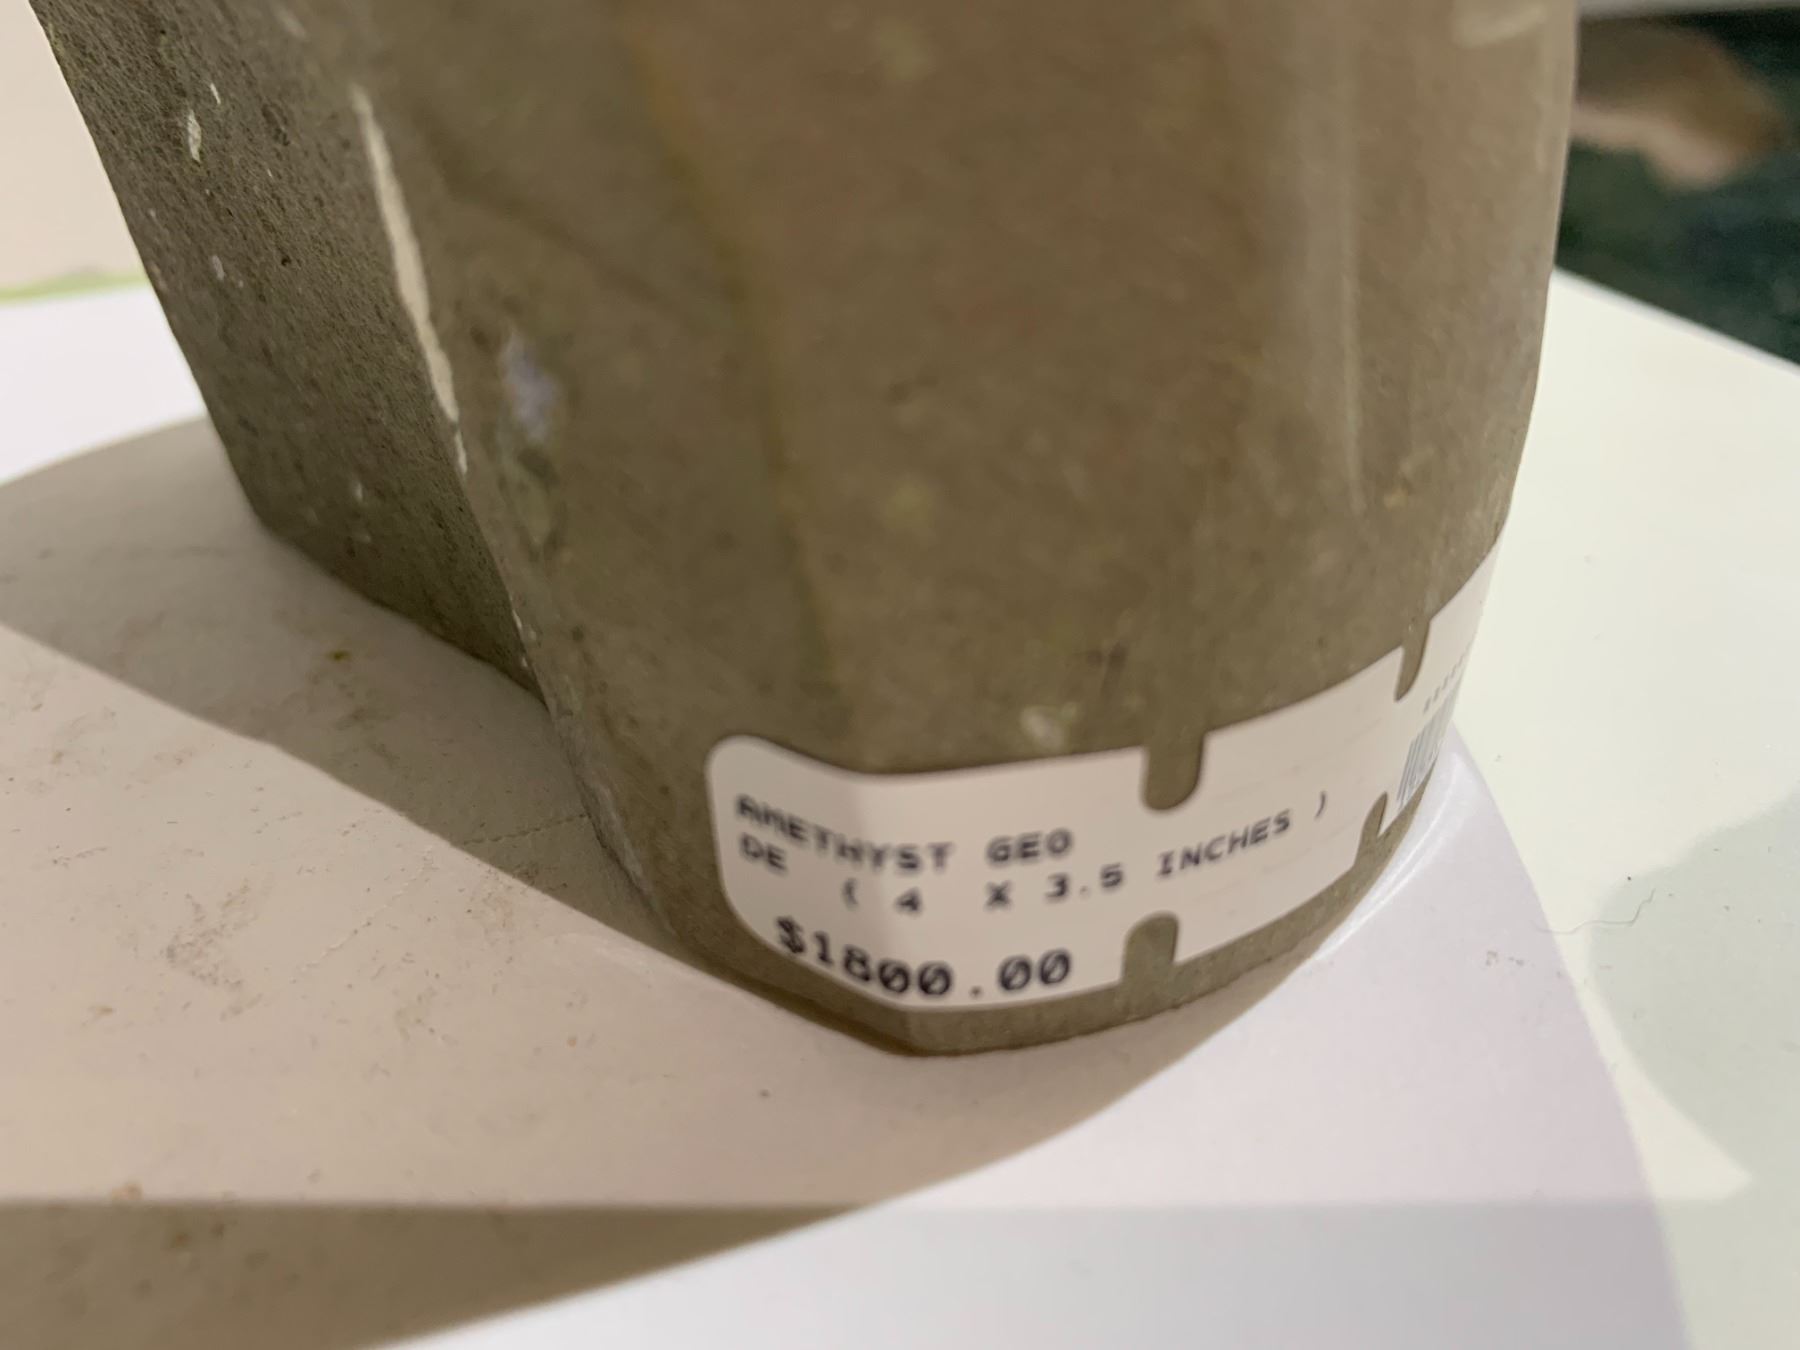 AMETHYST GEO
DE ( 4 X 3.5 INCHES )
$1800.00